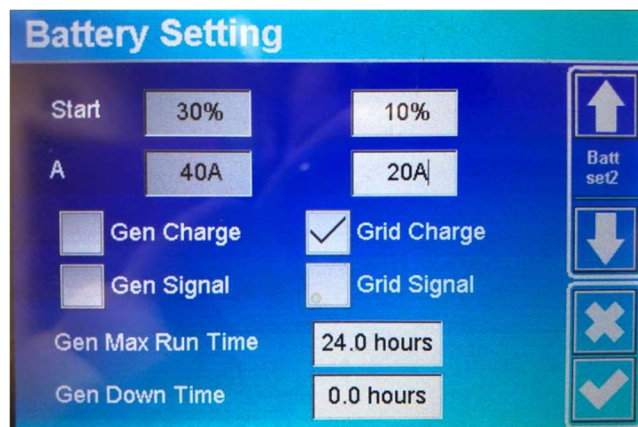 Battery Setting
Start 30% 10%
A 40A 20A
Batt
set2
Gen Charge Grid Charge
Gen Signal Grid Signal
Gen Max Run Time 24.0 hours
Gen Down Time 0.0 hours